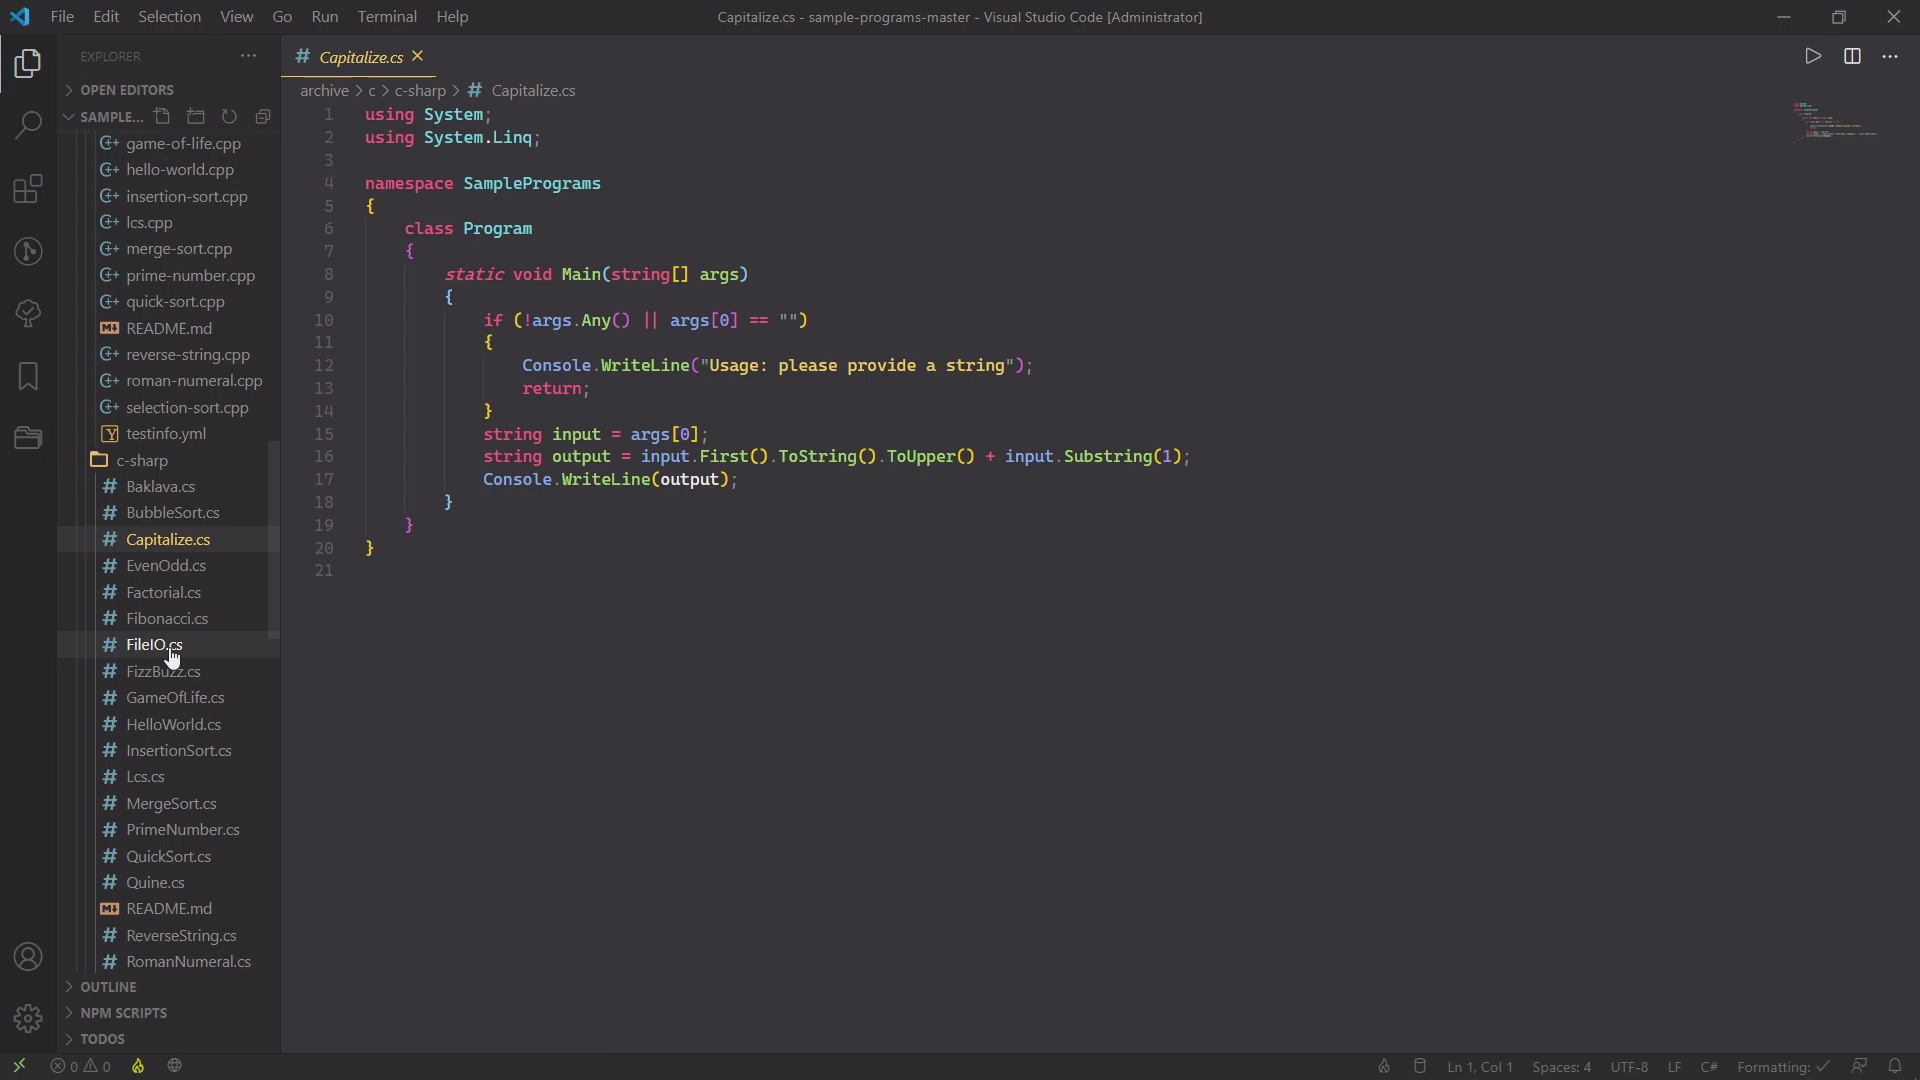 File Edit Selection View Go Run Terminal Help
Capitalize.cs - sample-programs-master - Visual Studio Code [Administrator]
EXPLORER
OPEN EDITORS
SAMPLE...
game-of-life.cpp
hello-world.cpp
insertion-sort.cpp
lcs.cpp
merge-sort.cpp
prime-number.cpp
quick-sort.cpp
README.md
reverse-string.cpp
roman-numeral.cpp
selection-sort.cpp
testinfo.yml
c-sharp
Baklava.cs
BubbleSort.cs
Capitalize.cs
EvenOdd.cs
Factorial.cs
Fibonacci.cs
FileIO.cs
FizzBuzz.cs
GameOfLife.cs
HelloWorld.cs
InsertionSort.cs
Lcs.cs
MergeSort.cs
PrimeNumber.cs
QuickSort.cs
Quine.cs
README.md
ReverseString.cs
RomanNumeral.cs
OUTLINE
NPM SCRIPTS
TODOS
# Capitalize.cs
archive > c > c-sharp > # Capitalize.cs
1 using System;
2 using System.Linq;
3
4 namespace SamplePrograms
5 {
6 class Program
7 {
8 static void Main(string[] args)
9 {
10 if (!args.Any() || args[0] == "")
11 {
12 Console.WriteLine("Usage: please provide a string");
13 return;
14 }
15 string input = args[0];
16 string output = input.First().ToString().ToUpper() + input.Substring(1);
17 Console.WriteLine(output);
18 }
19 }
20 }
21
0 0
Ln 1, Col 1 Spaces: 4 UTF-8 LF C# Formatting: ✓